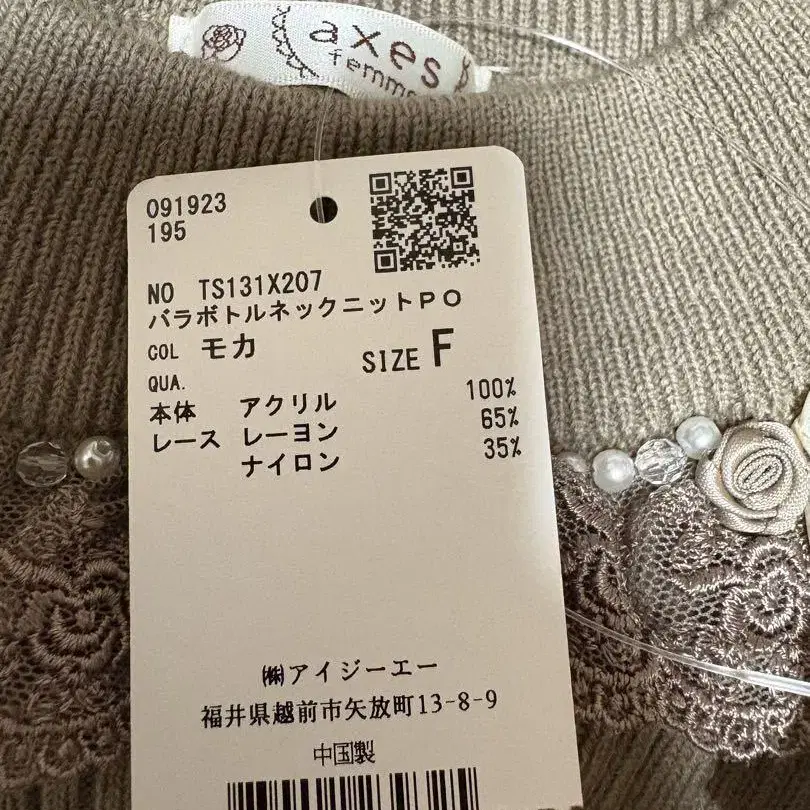 axes
femme
091923
195
NO TS131X207
バラボトルネックニットPO
COL モカ SIZE F
QUA.
本体 アクリル 100%
レース レーヨン 65%
ナイロン 35%
㈱アイジーエー
福井県越前市矢放町13-8-9
中国製